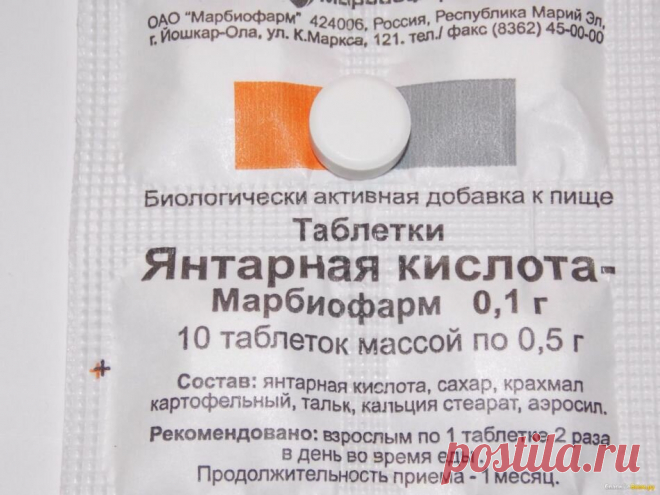 ОАО "Марбиофарм" 424006, Россия, Республика Марий Эл,
г. Йошкар-Ола, ул. К.Маркса, 121. тел./ факс (8362) 45-00-00
Биологически активная добавка к пище
Таблетки
Янтарная кислота-
Марбиофарм 0,1 г
10 таблеток массой по 0,5 г
Состав: янтарная кислота, сахар, крахмал
картофельный, тальк, кальция стеарат, аэросил.
Рекомендовано: взрослым по 1 таблетке 2 раза
в день во время еды.
Продолжительность приема - 1 месяц.
postila.ru